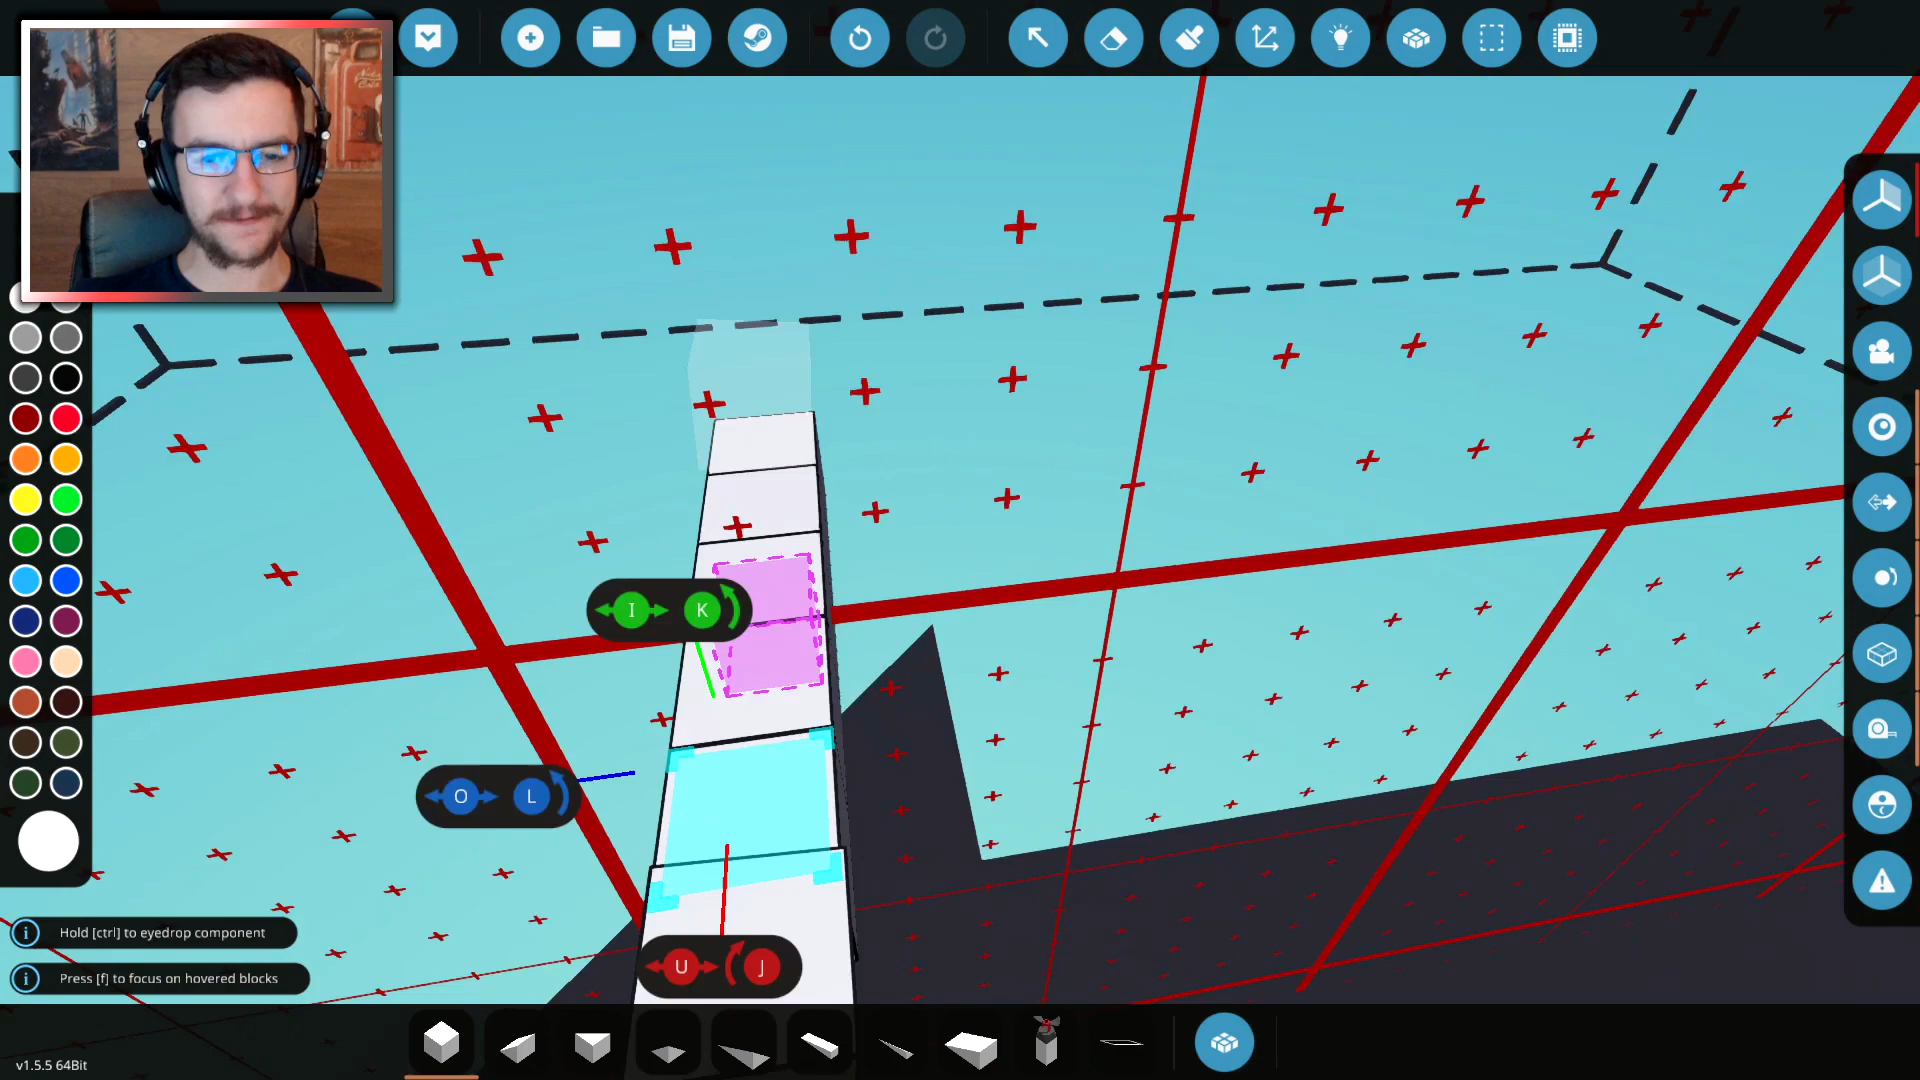 I K
O L
Hold [ctrl] to eyedrop component
Press [f] to focus on hovered blocks
U J
v1.5.5 64Bit